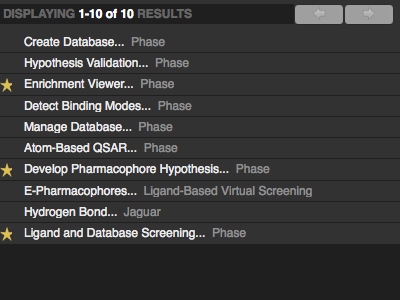 DISPLAYING 1-10 of 10 RESULTS
Create Database... Phase
Hypothesis Validation... Phase
Enrichment Viewer... Phase
Detect Binding Modes... Phase
Manage Database... Phase
Atom-Based QSAR... Phase
Develop Pharmacophore Hypothesis... Phase
E-Pharmacophores... Ligand-Based Virtual Screening
Hydrogen Bond... Jaguar
Ligand and Database Screening... Phase